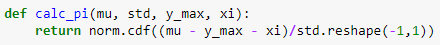 def calc_pi(mu, std, y_max, xi):
    return norm.cdf((mu - y_max - xi)/std.reshape(-1,1))